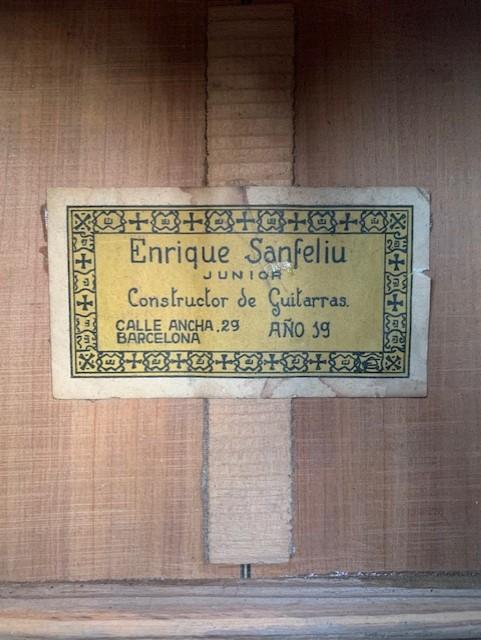 Enrique Sanfeliu
JUNIOR
Constructor de Guitarras.
CALLE ANCHA.29
BARCELONA
AÑO 19